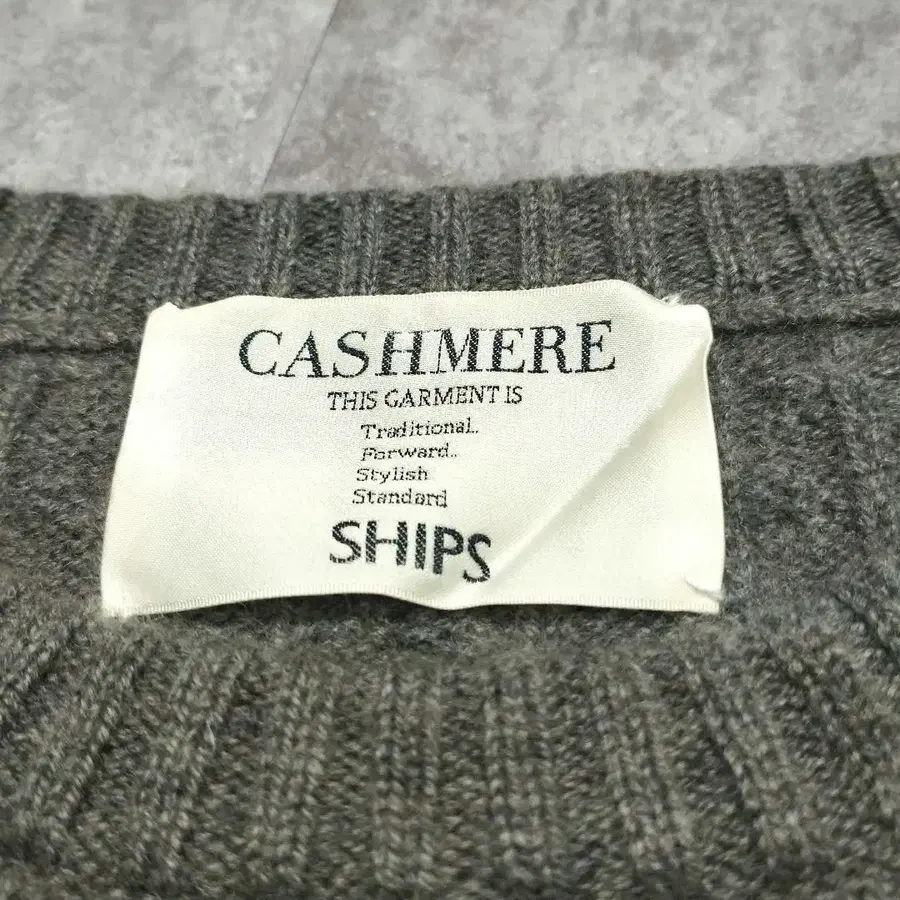 CASHMERE
THIS GARMENT IS
Traditional..
Forward..
Stylish
Standard
SHIPS